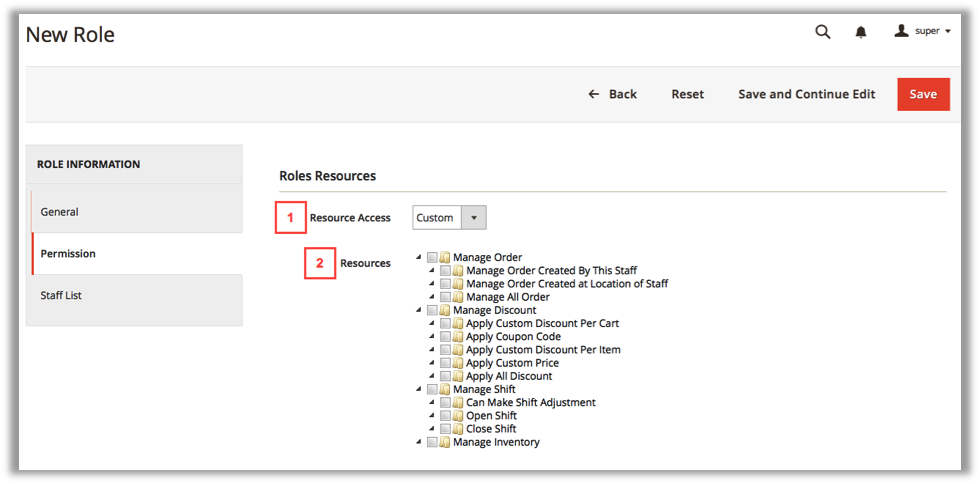 New Role
super
Back
Reset
Save and Continue Edit
Save
ROLE INFORMATION
General
Permission
Staff List
Roles Resources
1
Resource Access
Custom
2
Resources
Manage Order
Manage Order Created By This Staff
Manage Order Created at Location of Staff
Manage All Order
Manage Discount
Apply Custom Discount Per Cart
Apply Coupon Code
Apply Custom Discount Per Item
Apply Custom Price
Apply All Discount
Manage Shift
Can Make Shift Adjustment
Open Shift
Close Shift
Manage Inventory